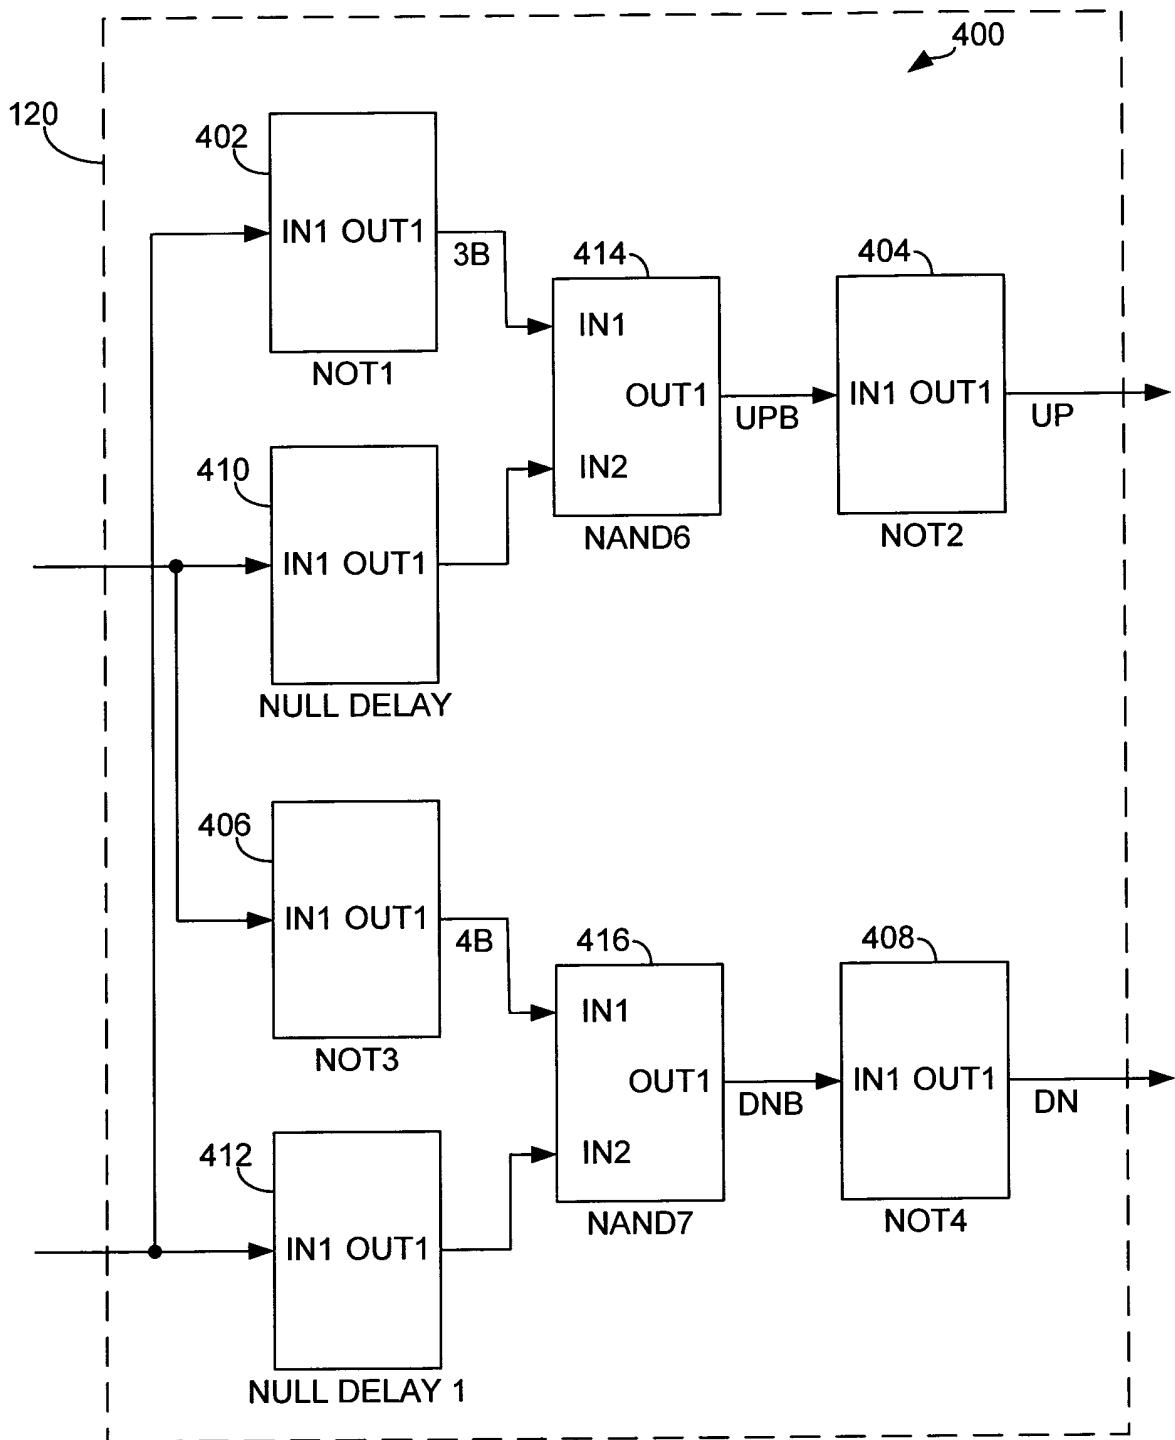 400
120
402
IN1 OUT1
3B
NOT1
414
IN1
OUT1
IN2
UPB
NAND6
404
IN1 OUT1
UP
NOT2
410
IN1 OUT1
NULL DELAY
406
IN1 OUT1
4B
NOT3
416
IN1
OUT1
IN2
DNB
NAND7
408
IN1 OUT1
DN
NOT4
412
IN1 OUT1
NULL DELAY 1